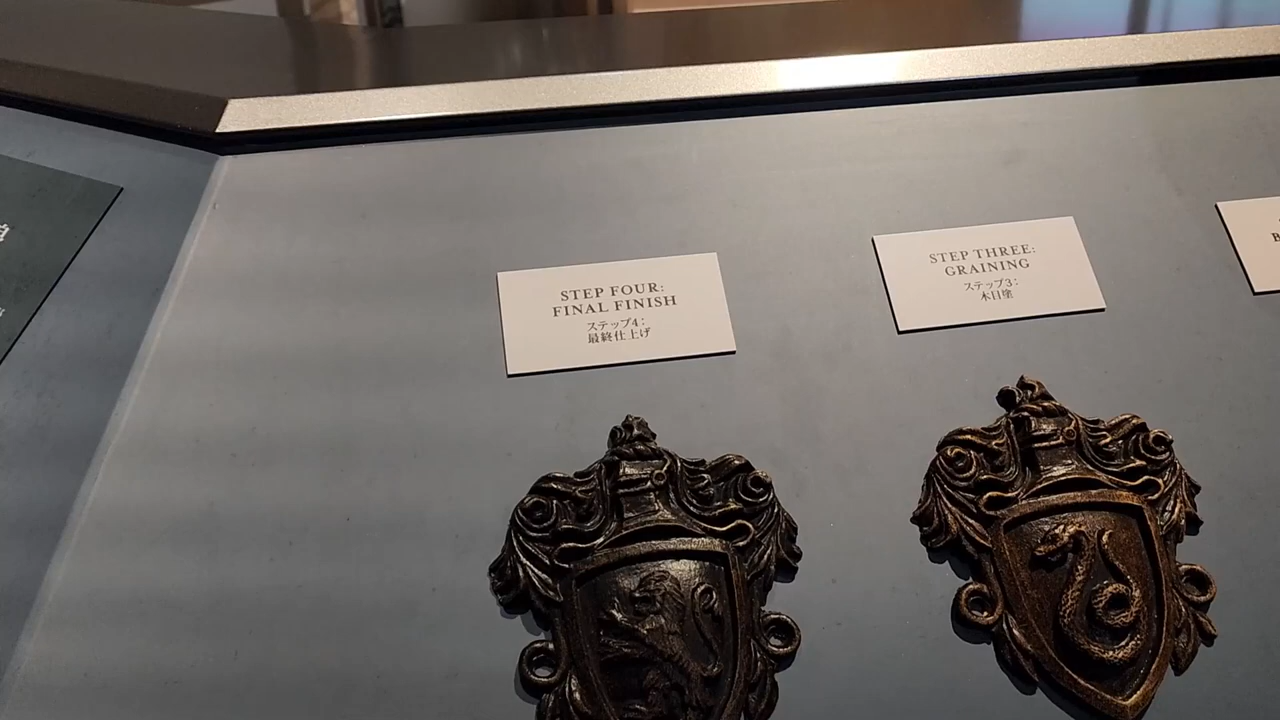 STEP FOUR:
FINAL FINISH
ステップ4:
最終仕上げ
STEP THREE:
GRAINING
ステップ3:
木目塗